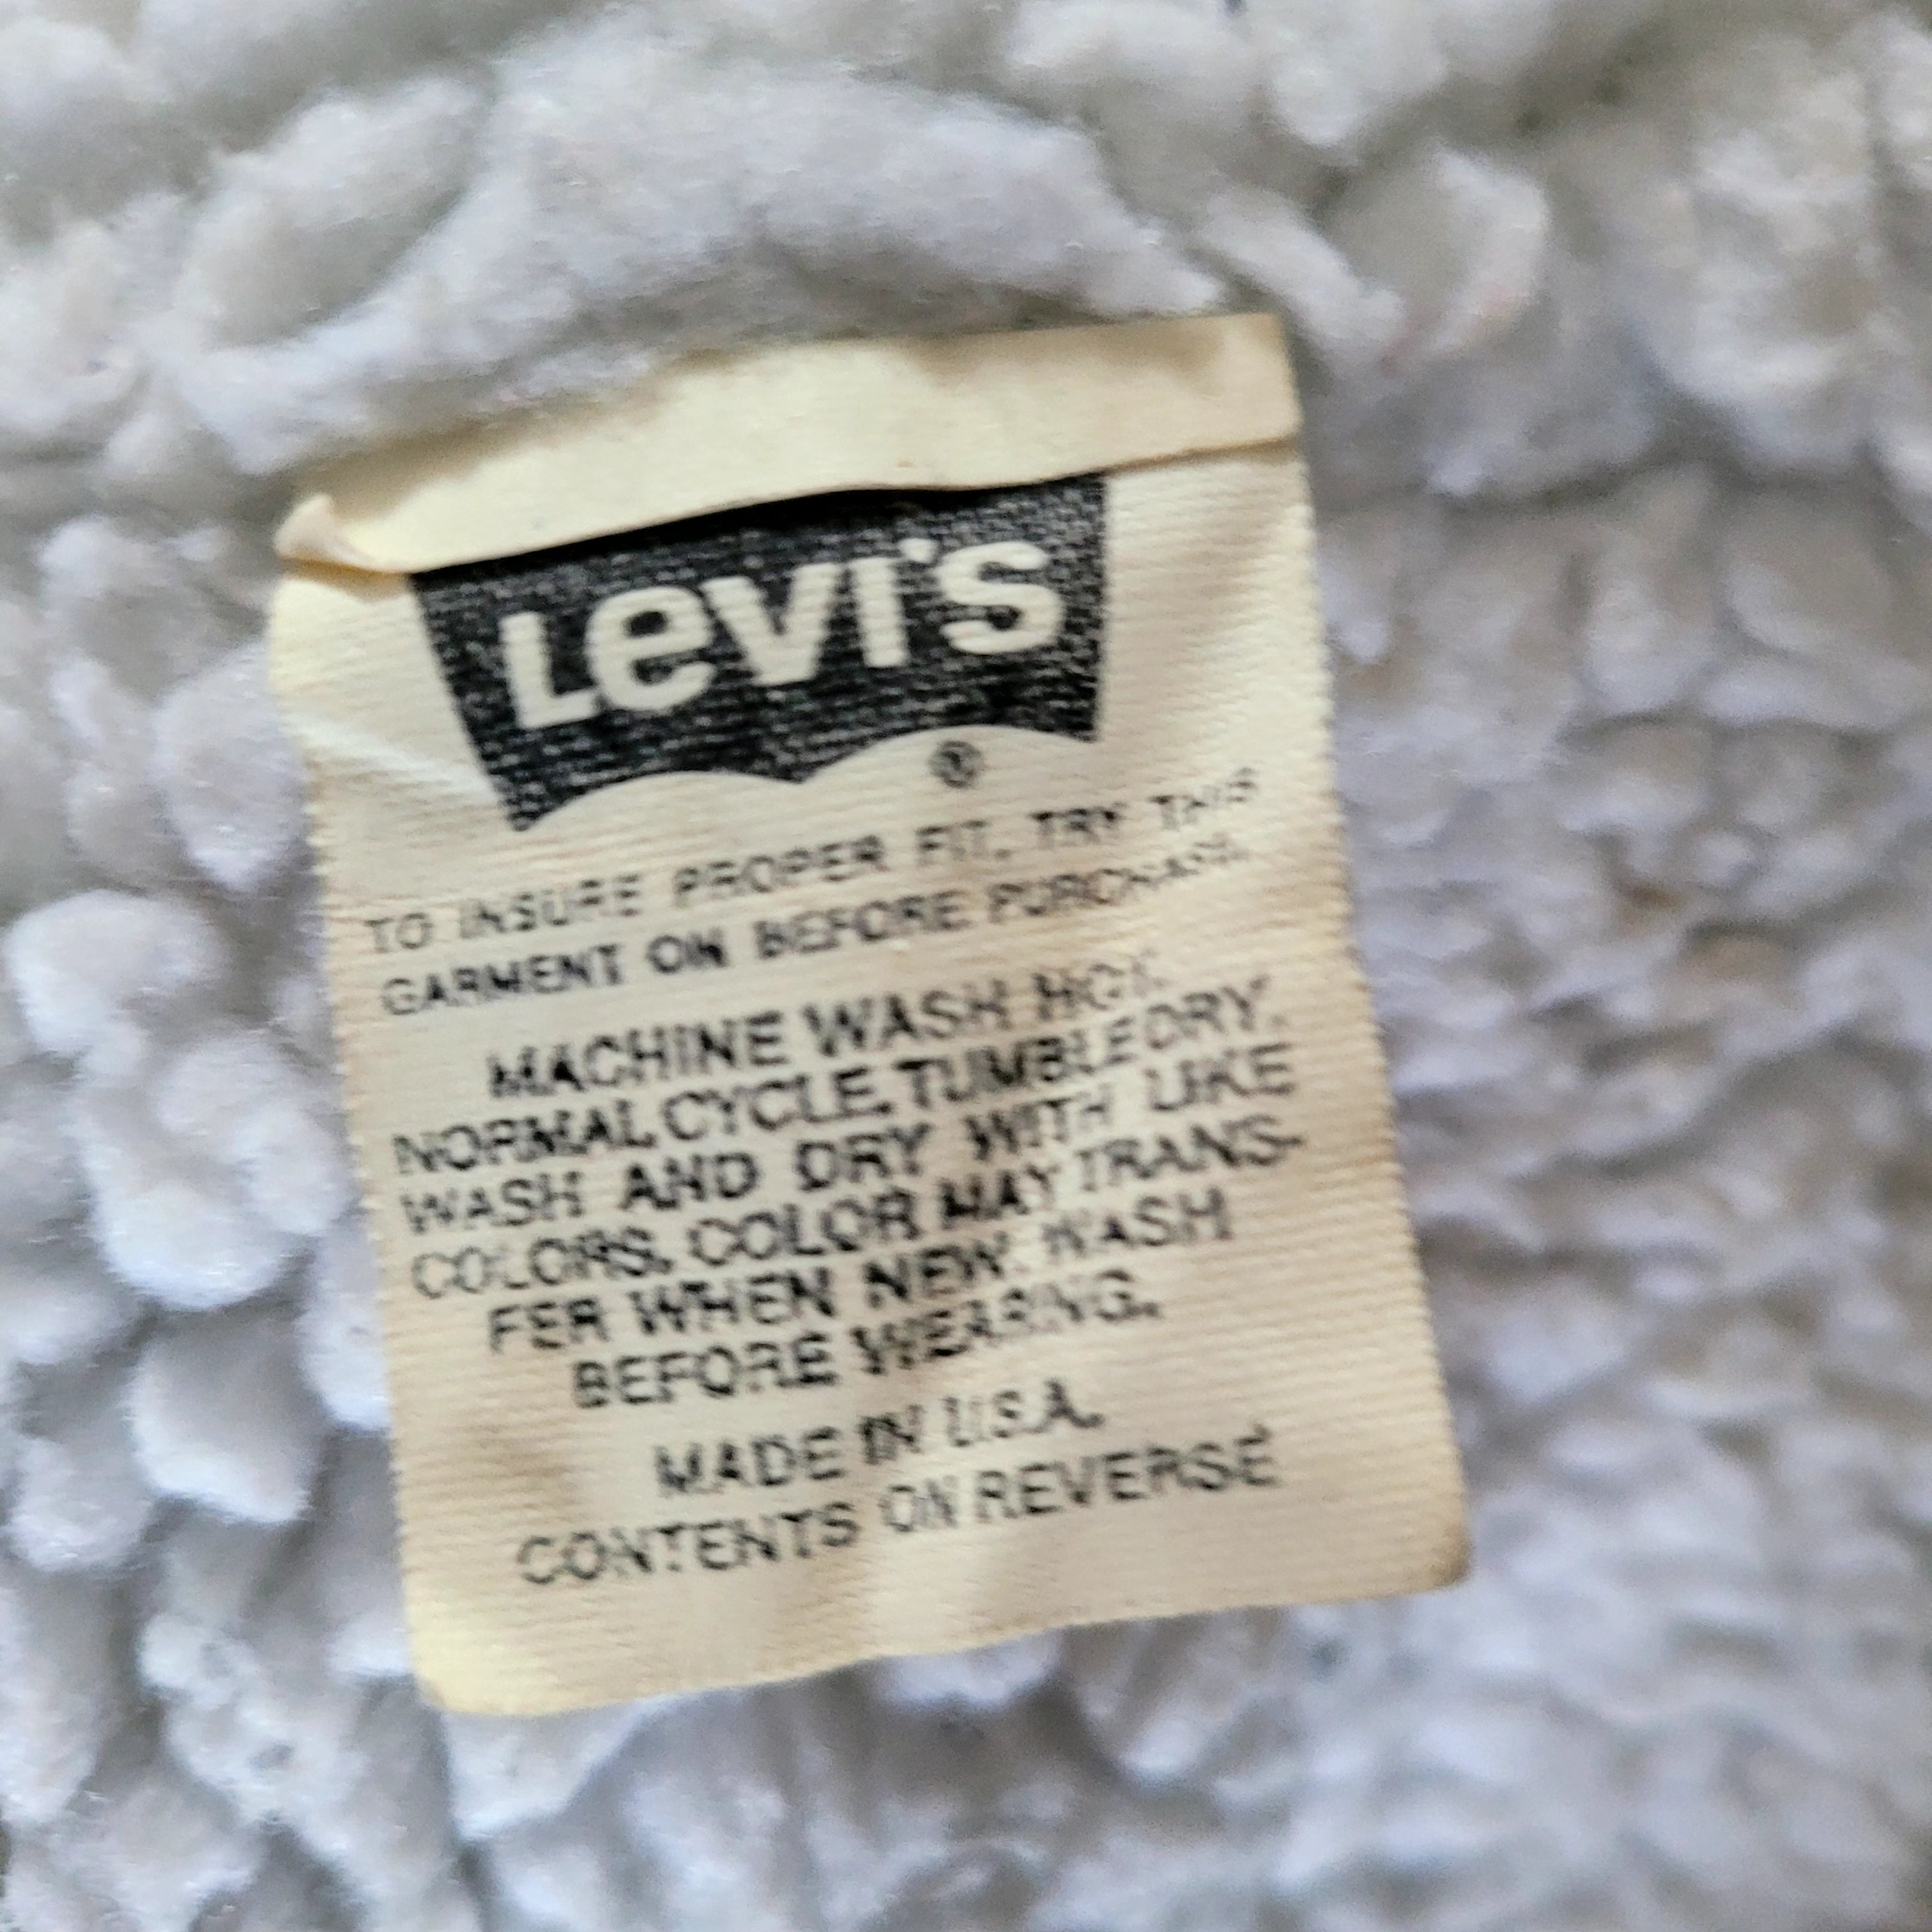 Levi's
®
TO INSURE PROPER FIT, TRY THIS
GARMENT ON BEFORE PURCHASE.
MACHINE WASH HOT.
NORMAL CYCLE.TUMBLE DRY.
WASH AND DRY WITH LIKE
COLORS. COLOR MAY TRANS-
FER WHEN NEW. WASH
BEFORE WEARING.
MADE IN U.S.A.
CONTENTS ON REVERSE